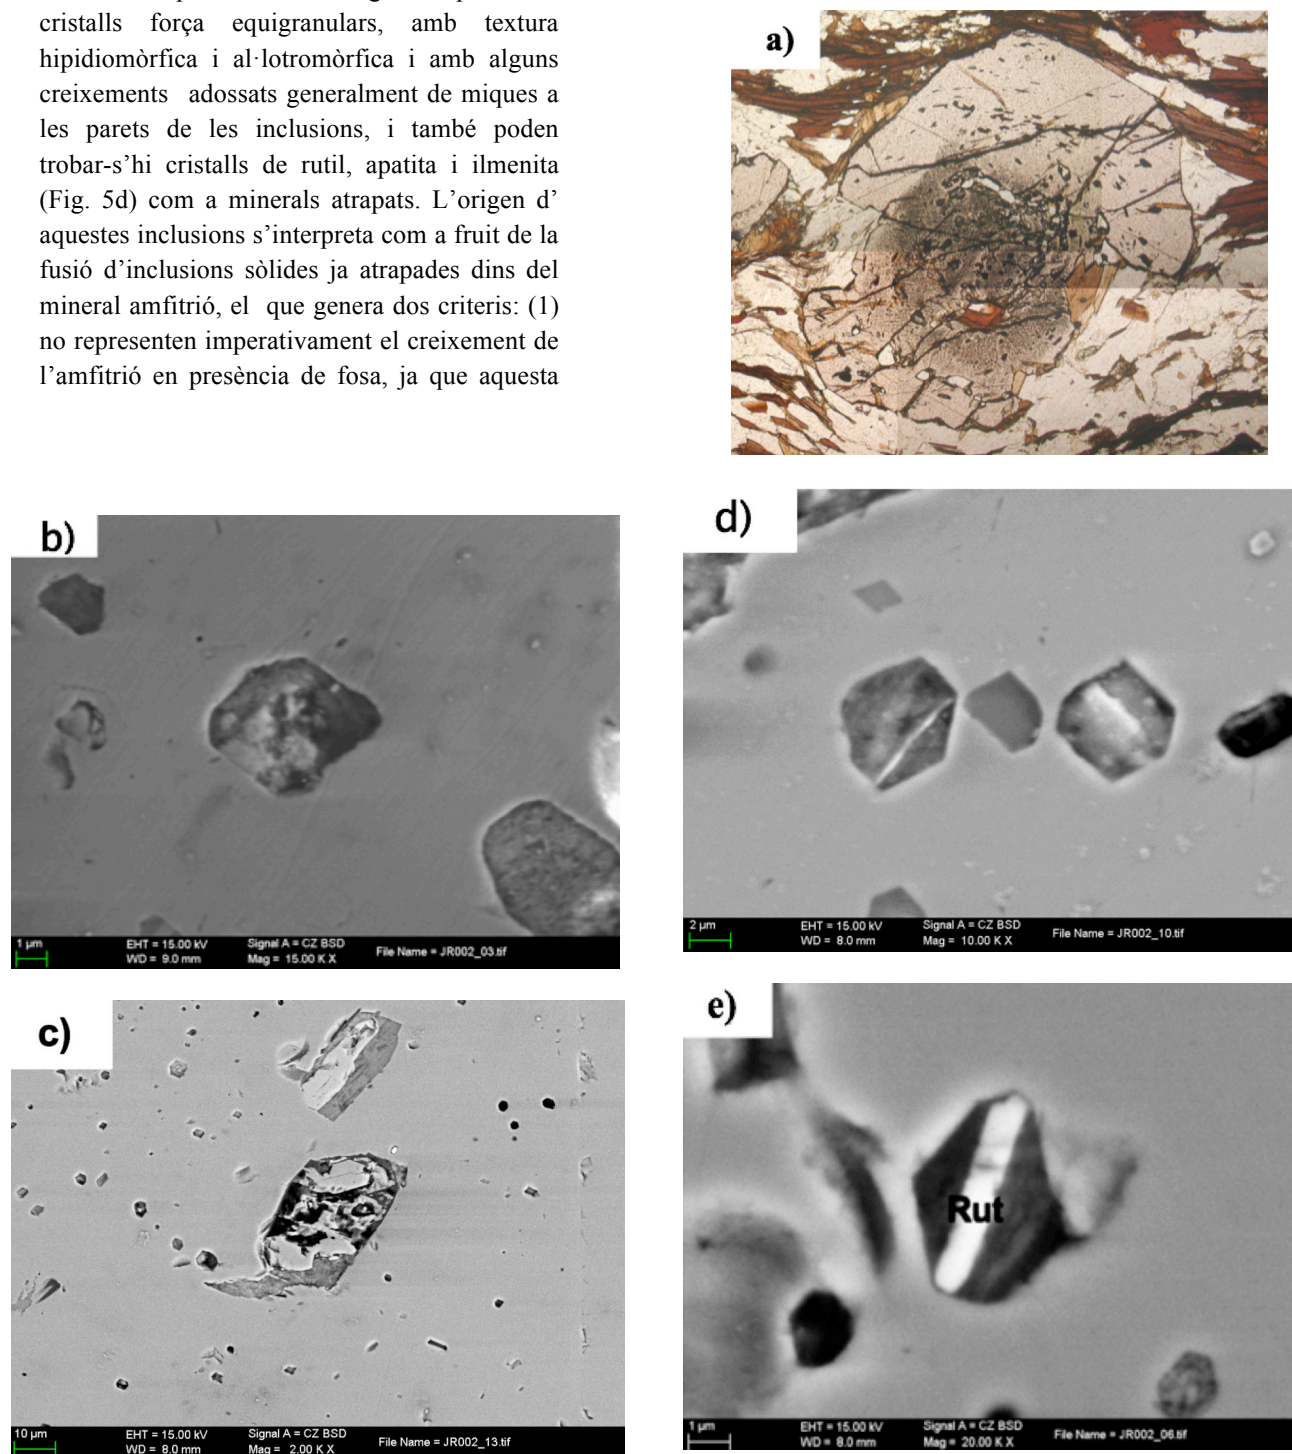 cristalls força equigranulars, amb textura
hipidiomòrfica i al·lotromòrfica i amb alguns
creixements adossats generalment de miques a
les parets de les inclusions, i també poden
trobar-s’hi cristalls de rutil, apatita i ilmenita
(Fig. 5d) com a minerals atrapats. L’origen d’
aquestes inclusions s’interpreta com a fruit de la
fusió d’inclusions sòlides ja atrapades dins del
mineral amfitrió, el que genera dos criteris: (1)
no representen imperativament el creixement de
l’amfitrió en presència de fosa, ja que aquesta
a)
b)
1 µm
EHT = 15.00 kV
WD = 9.0 mm
Signal A = CZ BSD
Mag = 15.00 K X
File Name = JR002_03.tif
c)
10 µm
EHT = 15.00 kV
WD = 8.0 mm
Signal A = CZ BSD
Mag = 2.00 K X
File Name = JR002_13.tif
d)
2 µm
EHT = 15.00 kV
WD = 8.0 mm
Signal A = CZ BSD
Mag = 10.00 K X
File Name = JR002_10.tif
e)
Rut
1 µm
EHT = 15.00 kV
WD = 8.0 mm
Signal A = CZ BSD
Mag = 20.00 K X
File Name = JR002_06.tif